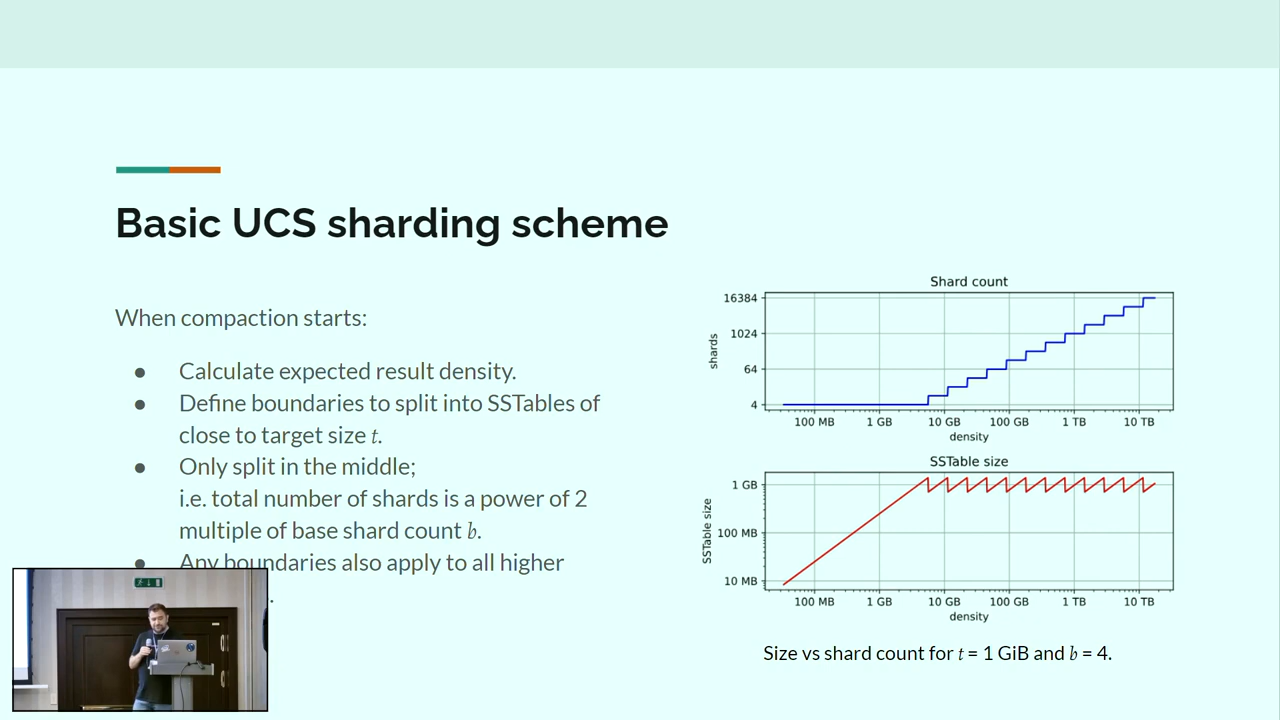 Basic UCS sharding scheme
When compaction starts:
● Calculate expected result density.
● Define boundaries to split into SSTables of
close to target size t.
● Only split in the middle;
i.e. total number of shards is a power of 2
multiple of base shard count b.
● Any boundaries also apply to all higher
.
Shard count
16384
1024
64
4
shards
100 MB 1 GB 10 GB 100 GB 1 TB 10 TB
density
SSTable size
1 GB
100 MB
10 MB
SSTable size
100 MB 1 GB 10 GB 100 GB 1 TB 10 TB
density
Size vs shard count for t = 1 GiB and b = 4.